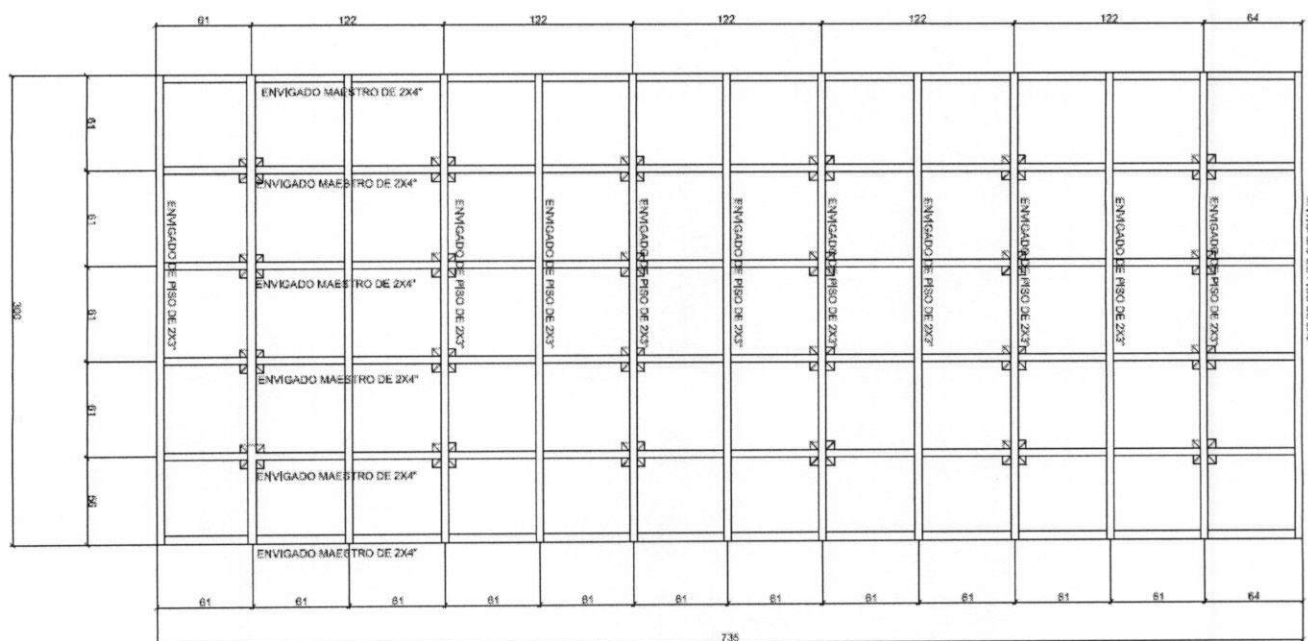 61 122 122 122 122 122 64
ENVIGADO MAESTRO DE 2X4"
ENVIGADO MAESTRO DE 2X4"
ENVIGADO MAESTRO DE 2X4"
ENVIGADO MAESTRO DE 2X4"
ENVIGADO MAESTRO DE 2X4"
ENVIGADO MAESTRO DE 2X4"
300
61
61
61
61
56
ENVIGADO DE PISO DE 2X3"
ENVIGADO DE PISO DE 2X3"
ENVIGADO DE PISO DE 2X3"
ENVIGADO DE PISO DE 2X3"
ENVIGADO DE PISO DE 2X3"
ENVIGADO DE PISO DE 2X3"
ENVIGADO DE PISO DE 2X3"
ENVIGADO DE PISO DE 2X3"
ENVIGADO DE PISO DE 2X3"
ENVIGADO DE PISO DE 2X3"
61 61 61 61 61 61 61 61 61 61 61 64
735